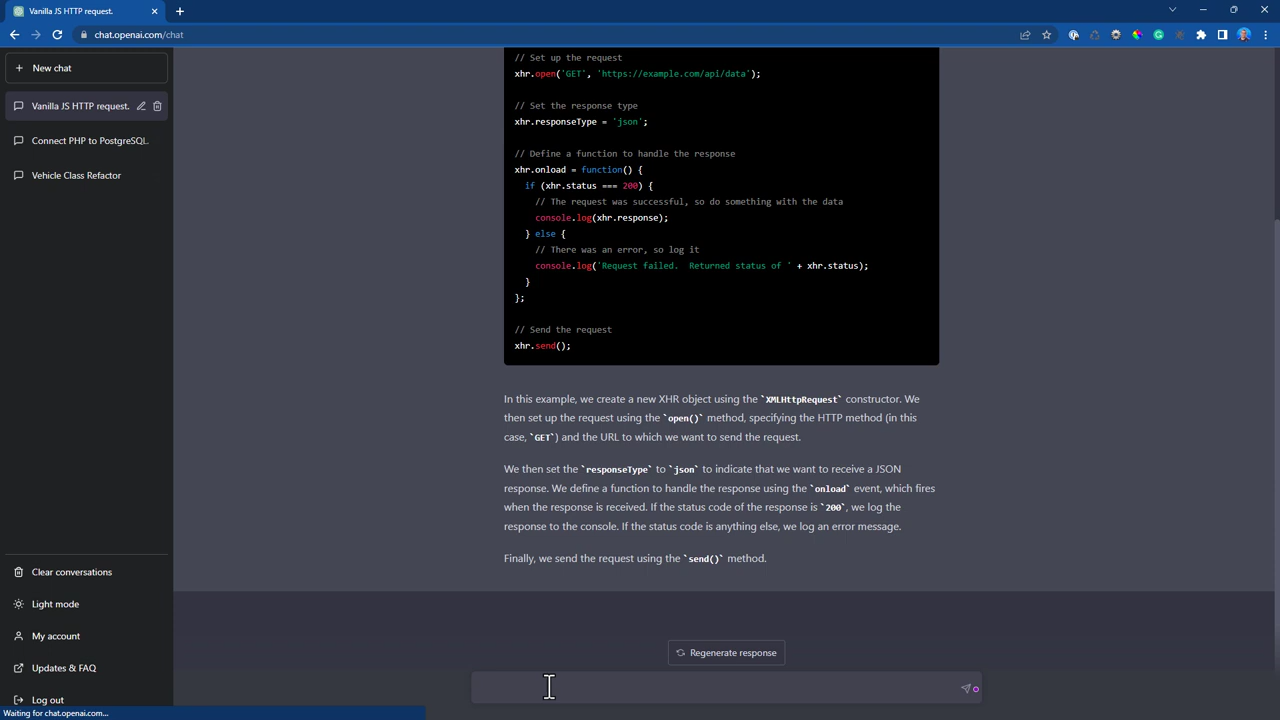 Vanilla JS HTTP request.
chat.openai.com/chat
New chat
Vanilla JS HTTP request.
Connect PHP to PostgreSQL.
Vehicle Class Refactor
Clear conversations
Light mode
My account
Updates & FAQ
Log out
// Set up the request
xhr.open('GET', 'https://example.com/api/data');
// Set the response type
xhr.responseType = 'json';
// Define a function to handle the response
xhr.onload = function() {
if (xhr.status === 200) {
// The request was successful, so do something with the data
console.log(xhr.response);
} else {
// There was an error, so log it
console.log('Request failed.  Returned status of ' + xhr.status);
}
};
// Send the request
xhr.send();
In this example, we create a new XHR object using the `XMLHttpRequest` constructor. We
then set up the request using the `open()` method, specifying the HTTP method (in this
case, `GET`) and the URL to which we want to send the request.
We then set the `responseType` to `json` to indicate that we want to receive a JSON
response. We define a function to handle the response using the `onload` event, which fires
when the response is received. If the status code of the response is `200`, we log the
response to the console. If the status code is anything else, we log an error message.
Finally, we send the request using the `send()` method.
Regenerate response
Waiting for chat.openai.com...